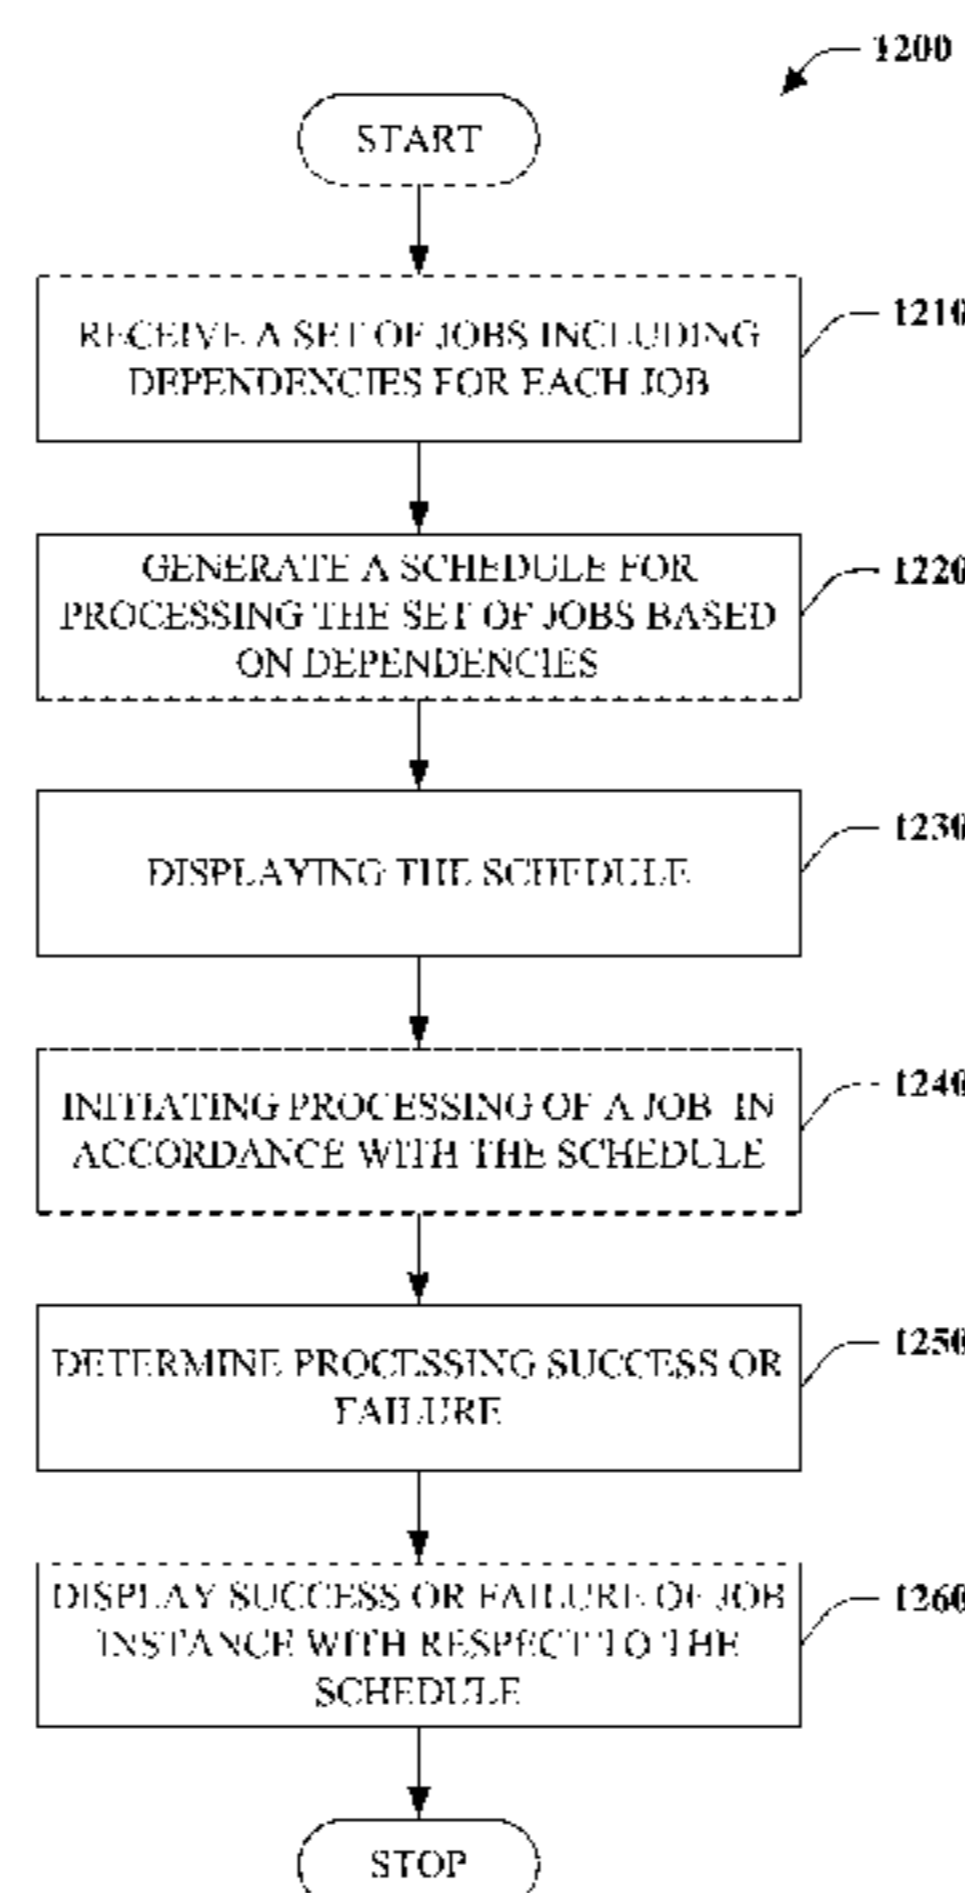 1200
START
RECEIVE A SET OF JOBS INCLUDING
DEPENDENCIES FOR EACH JOB
1210
GENERATE A SCHEDULE FOR
PROCESSING THE SET OF JOBS BASED
ON DEPENDENCIES
1220
DISPLAYING THE SCHEDULE
1230
INITIATING PROCESSING OF A JOB IN
ACCORDANCE WITH THE SCHEDULE
1240
DETERMINE PROCESSING SUCCESS OR
FAILURE
1250
DISPLAY SUCCESS OR FAILURE OF JOB
INSTANCE WITH RESPECT TO THE
SCHEDULE
1260
STOP